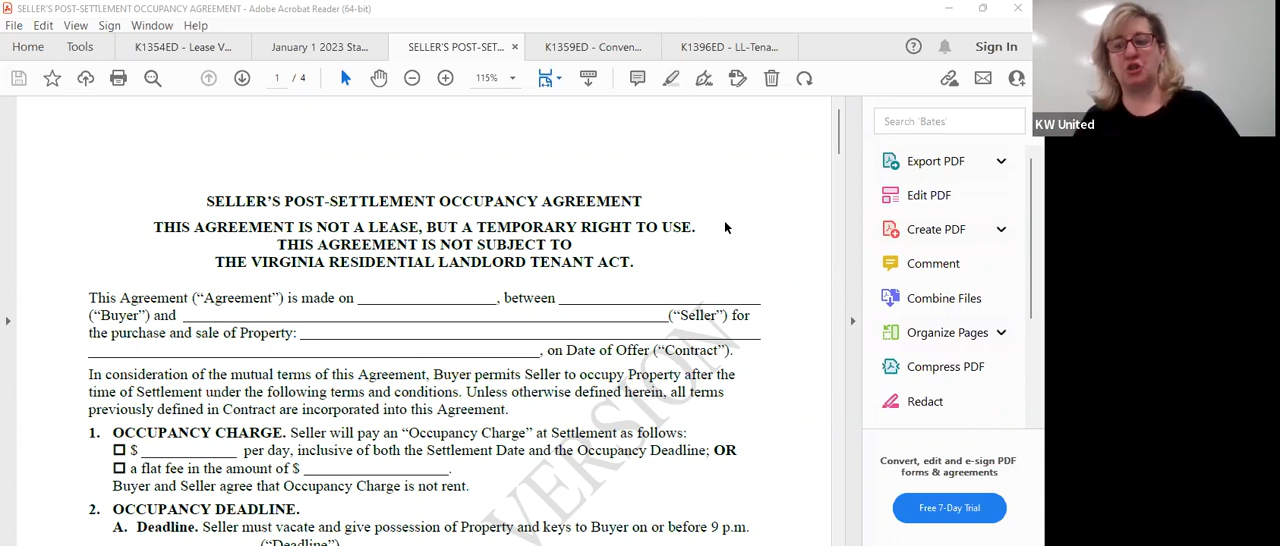 SELLER'S POST-SETTLEMENT OCCUPANCY AGREEMENT - Adobe Acrobat Reader (64-bit)
File Edit View Sign Window Help
Home Tools K1354ED - Lease V... January 1 2023 Sta... SELLER'S POST-SET... × K1359ED - Conven... K1396ED - LL-Tena... Sign In
1 / 4 115%
KW United
Search 'Bates'
Export PDF
Edit PDF
Create PDF
Comment
Combine Files
Organize Pages
Compress PDF
Redact
Convert, edit and e-sign PDF
forms & agreements
Free 7-Day Trial
SELLER'S POST-SETTLEMENT OCCUPANCY AGREEMENT
THIS AGREEMENT IS NOT A LEASE, BUT A TEMPORARY RIGHT TO USE.
THIS AGREEMENT IS NOT SUBJECT TO
THE VIRGINIA RESIDENTIAL LANDLORD TENANT ACT.
This Agreement (“Agreement”) is made on ________________, between ________________
(“Buyer”) and ________________ (“Seller”) for
the purchase and sale of Property: ________________
________________, on Date of Offer (“Contract”).
In consideration of the mutual terms of this Agreement, Buyer permits Seller to occupy Property after the
time of Settlement under the following terms and conditions. Unless otherwise defined herein, all terms
previously defined in Contract are incorporated into this Agreement.
1. OCCUPANCY CHARGE. Seller will pay an “Occupancy Charge” at Settlement as follows:
☐ $ ____________ per day, inclusive of both the Settlement Date and the Occupancy Deadline; OR
☐ a flat fee in the amount of $ ________________.
Buyer and Seller agree that Occupancy Charge is not rent.
2. OCCUPANCY DEADLINE.
A. Deadline. Seller must vacate and give possession of Property and keys to Buyer on or before 9 p.m.
________________ (“Deadline”)
VERSION